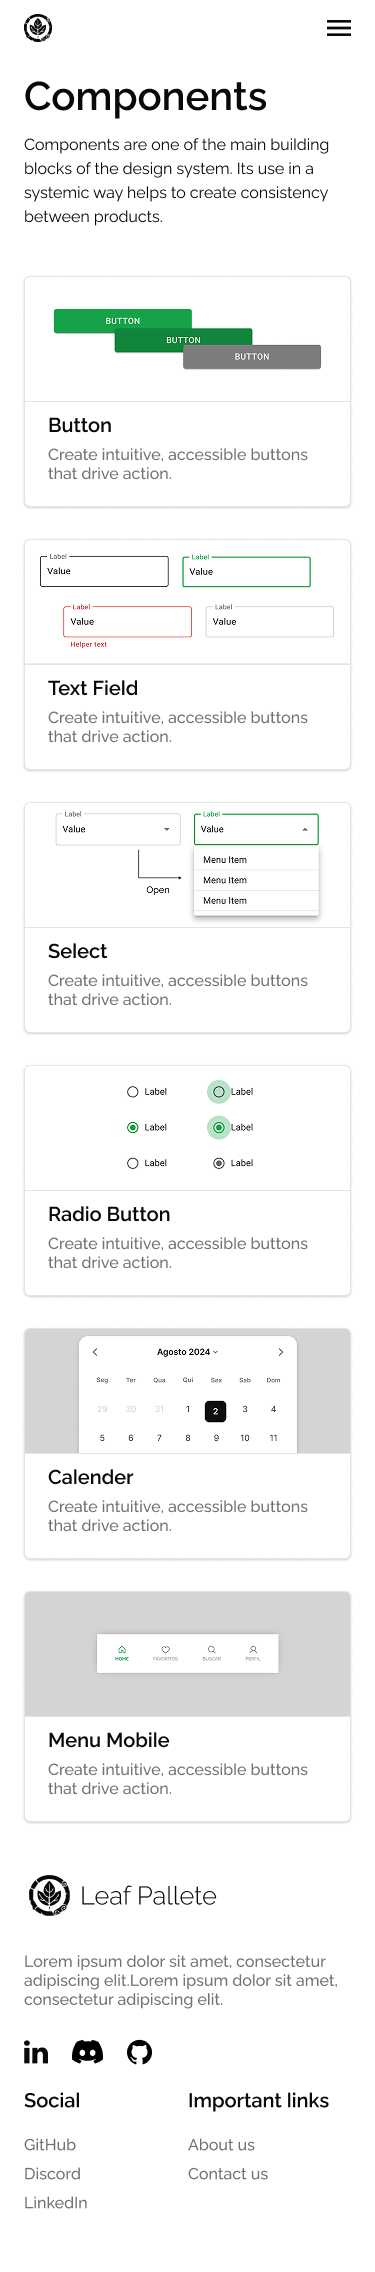 Components
Components are one of the main building
blocks of the design system. Its use in a
systemic way helps to create consistency
between products.
BUTTON
BUTTON
BUTTON
Button
Create intuitive, accessible buttons
that drive action.
Label
Label
Value
Value
Label
Label
Value
Value
Helper text
Text Field
Create intuitive, accessible buttons
that drive action.
Label
Label
Value
Value
Menu Item
Menu Item
Open
Menu Item
Select
Create intuitive, accessible buttons
that drive action.
Label
Label
Label
Label
Label
Label
Radio Button
Create intuitive, accessible buttons
that drive action.
Agosto 2024
Seg Ter Qua Qui Sex Sab Dom
29 30 31 1 2 3 4
5 6 7 8 9 10 11
Calender
Create intuitive, accessible buttons
that drive action.
HOME FAVORITOS BUSCAR PERFIL
Menu Mobile
Create intuitive, accessible buttons
that drive action.
Leaf Pallete
Lorem ipsum dolor sit amet, consectetur
adipiscing elit.Lorem ipsum dolor sit amet,
consectetur adipiscing elit.
Social
Important links
GitHub
About us
Discord
Contact us
LinkedIn